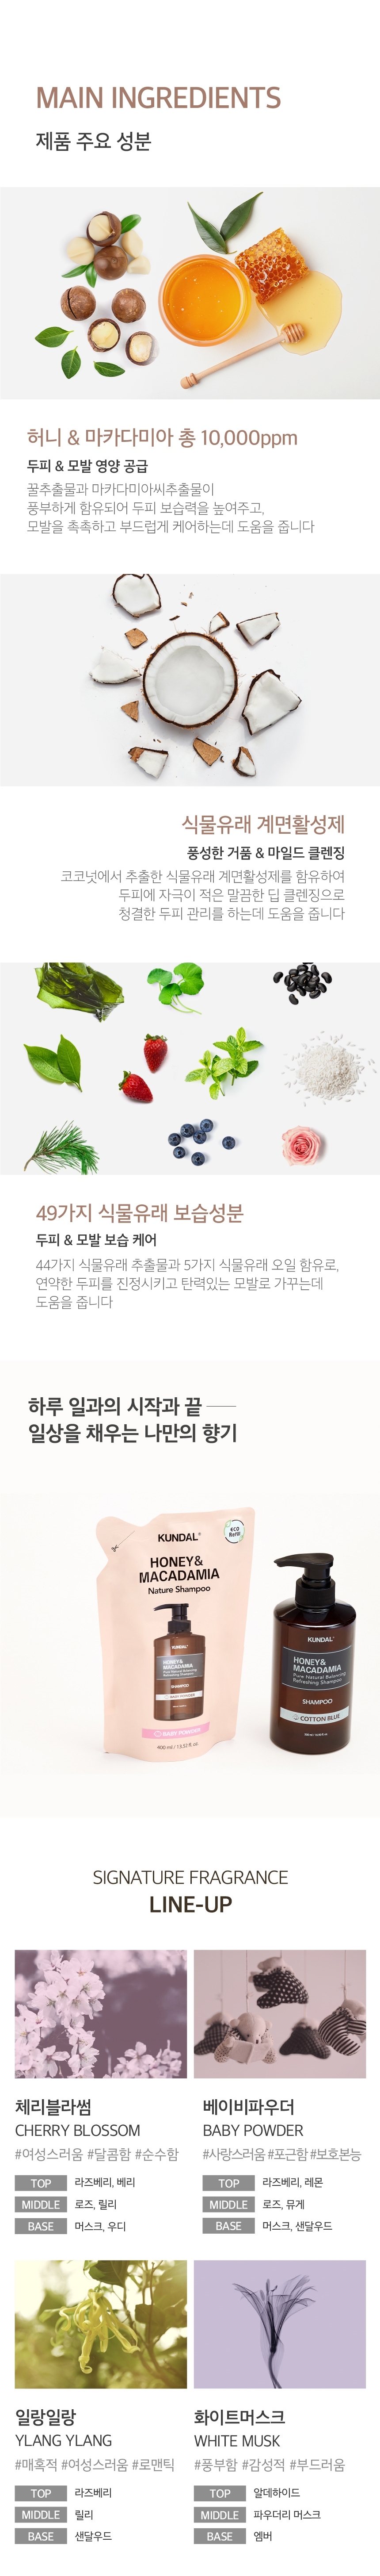 MAIN INGREDIENTS
제품 주요 성분
허니 & 마카다미아 총 10,000ppm
두피 & 모발 영양 공급
꿀추출물과 마카다미아씨추출물이
풍부하게 함유되어 두피 보습력을 높여주고,
모발을 촉촉하고 부드럽게 케어하는데 도움을 줍니다
식물유래 계면활성제
풍성한 거품 & 마일드 클렌징
코코넛에서 추출한 식물유래 계면활성제를 함유하여
두피에 자극이 적은 말끔한 딥 클렌징으로
청결한 두피 관리를 하는데 도움을 줍니다
49가지 식물유래 보습성분
두피 & 모발 보습 케어
44가지 식물유래 추출물과 5가지 식물유래 오일 함유로,
연약한 두피를 진정시키고 탄력있는 모발로 가꾸는데
도움을 줍니다
하루 일과의 시작과 끝
일상을 채우는 나만의 향기
eco
Refill
KUNDAL
HONEY&
MACADAMIA
Nature Shampoo
KUNDAL
HONEY&
MACADAMIA
SHAMPOO
BABY POWDER
400 ml / 13.52 fl. oz.
KUNDAL
HONEY&
MACADAMIA
Pure Natural Balancing
Refreshing Shampoo
SHAMPOO
COTTON BLUE
SIGNATURE FRAGRANCE
LINE-UP
체리블라썸
CHERRY BLOSSOM
#여성스러움 #달콤함 #순수함
TOP 라즈베리, 베리
MIDDLE 로즈, 릴리
BASE 머스크, 우디
베이비파우더
BABY POWDER
#사랑스러움 #포근함 #보호본능
TOP 라즈베리, 레몬
MIDDLE 로즈, 뮤게
BASE 머스크, 샌달우드
일랑일랑
YLANG YLANG
#매혹적 #여성스러움 #로맨틱
TOP 라즈베리
MIDDLE 릴리
BASE 샌달우드
화이트머스크
WHITE MUSK
#풍부함 #감성적 #부드러움
TOP 알데하이드
MIDDLE 파우더리 머스크
BASE 엠버